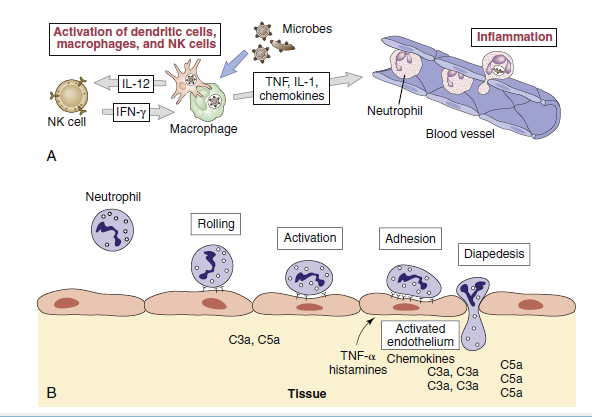 Activation of dendritic cells,
macrophages, and NK cells
Microbes
Inflammation
IL-12
IFN-γ
NK cell
Macrophage
TNF, IL-1,
chemokines
Neutrophil
Blood vessel
A
Neutrophil
Rolling
Activation
Adhesion
Diapedesis
C3a, C5a
Activated
endothelium
TNF-α
histamines
Chemokines
C3a, C3a
C3a, C3a
C5a
C5a
C5a
Tissue
B